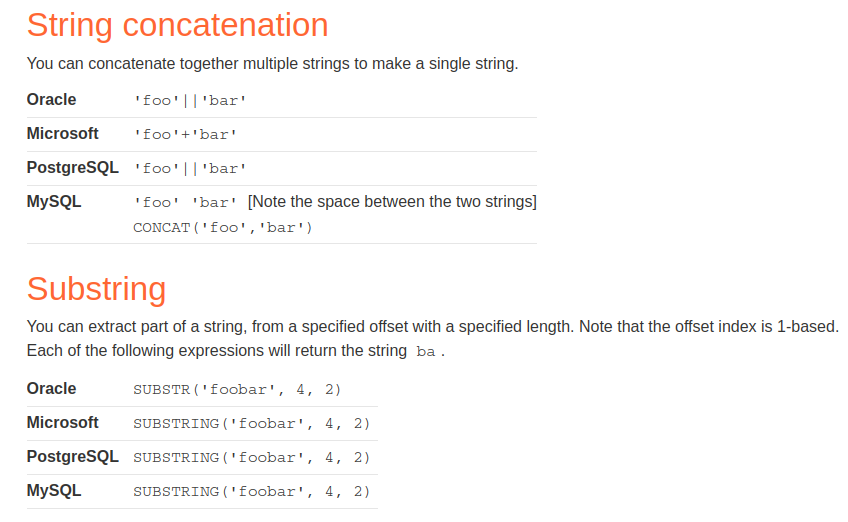 String concatenation
You can concatenate together multiple strings to make a single string.
Oracle 'foo'||'bar'
Microsoft 'foo'+'bar'
PostgreSQL 'foo'||'bar'
MySQL 'foo' 'bar' [Note the space between the two strings]
CONCAT('foo','bar')
Substring
You can extract part of a string, from a specified offset with a specified length. Note that the offset index is 1-based.
Each of the following expressions will return the string ba .
Oracle SUBSTR('foobar', 4, 2)
Microsoft SUBSTRING('foobar', 4, 2)
PostgreSQL SUBSTRING('foobar', 4, 2)
MySQL SUBSTRING('foobar', 4, 2)